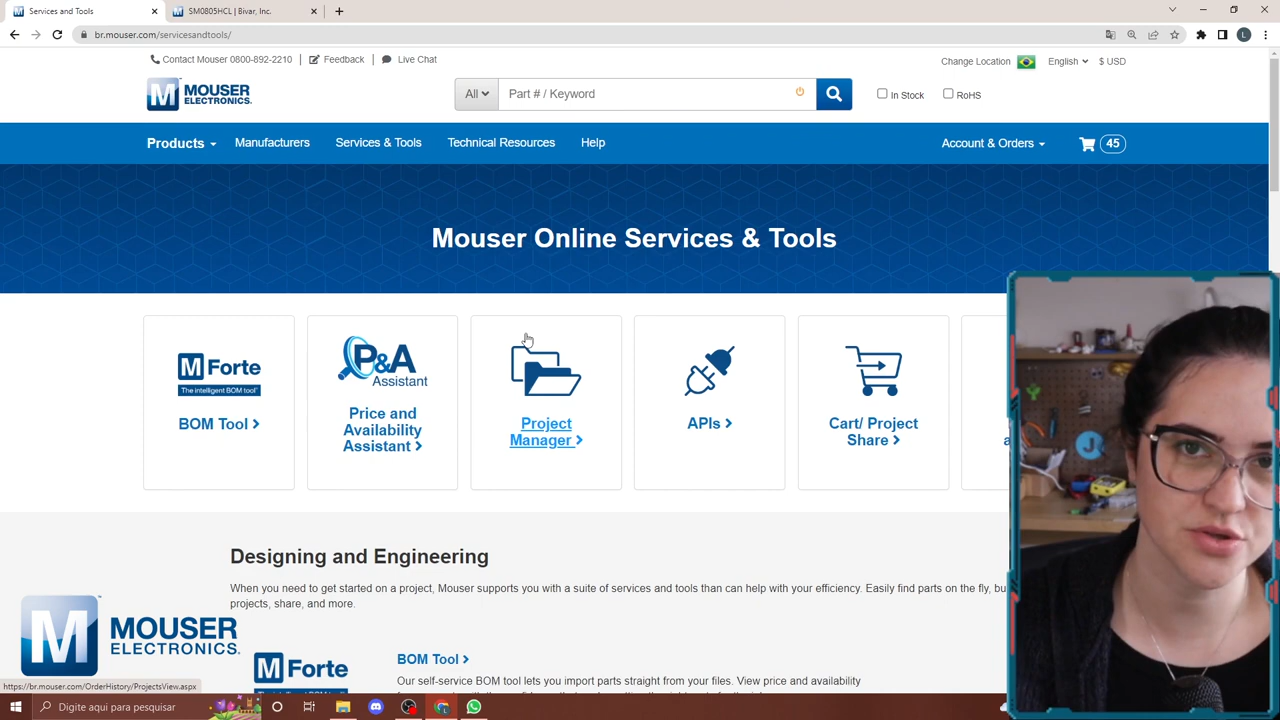 Services and Tools
SM0805HCL | Bivar, Inc.
br.mouser.com/servicesandtools/
Contact Mouser 0800-892-2210 | Feedback | Live Chat
Change Location English $ USD
M MOUSER ELECTRONICS
All Part # / Keyword In Stock RoHS
Products Manufacturers Services & Tools Technical Resources Help Account & Orders 45
Mouser Online Services & Tools
M Forte
The intelligent BOM tool
BOM Tool
P&A Assistant
Price and
Availability
Assistant
Project
Manager
APIs
Cart/ Project
Share
Designing and Engineering
When you need to get started on a project, Mouser supports you with a suite of services and tools than can help with your efficiency. Easily find parts on the fly,
projects, share, and more.
M MOUSER
ELECTRONICS
M Forte
BOM Tool
Our self-service BOM tool lets you import parts straight from your files. View price and availability
https://br.mouser.com/OrderHistory/ProjectsView.aspx
Digite aqui para pesquisar
L